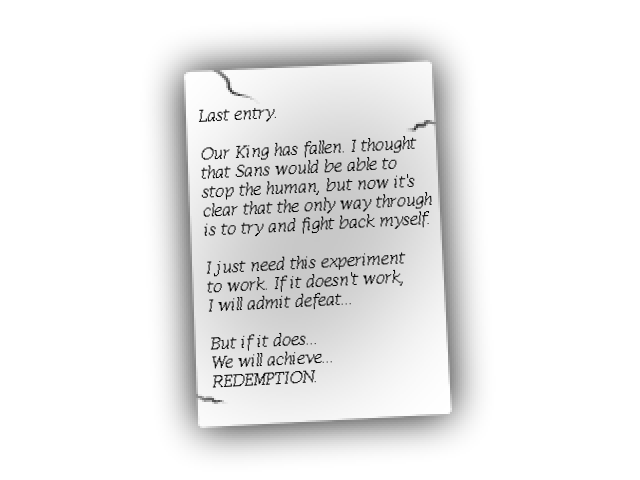 Last entry.
Our King has fallen. I thought
that Sans would be able to
stop the human, but now it's
clear that the only way through
is to try and fight back myself.
I just need this experiment
to work. If it doesn't work,
I will admit defeat...
But if it does...
We will achieve...
REDEMPTION.